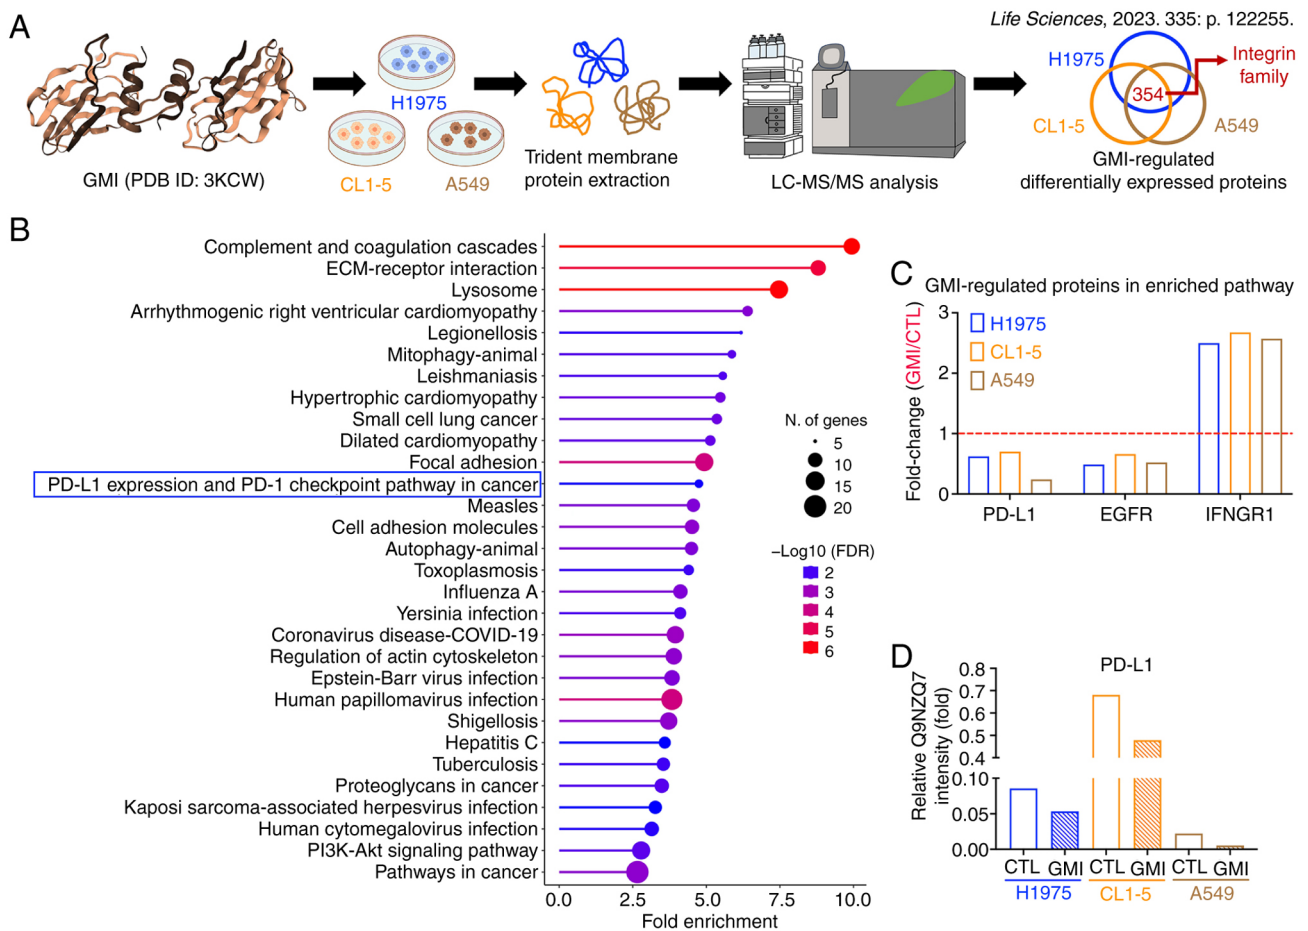 A
Life Sciences, 2023. 335: p. 122255.
H1975
Integrin
family
354
CL1-5
A549
H1975
CL1-5
A549
GMI (PDB ID: 3KCW)
Trident membrane
protein extraction
LC-MS/MS analysis
GMI-regulated
differentially expressed proteins
B
Complement and coagulation cascades
ECM-receptor interaction
Lysosome
Arrhythmogenic right ventricular cardiomyopathy
Legionellosis
Mitophagy-animal
Leishmaniasis
Hypertrophic cardiomyopathy
Small cell lung cancer
Dilated cardiomyopathy
Focal adhesion
PD-L1 expression and PD-1 checkpoint pathway in cancer
Measles
Cell adhesion molecules
Autophagy-animal
Toxoplasmosis
Influenza A
Yersinia infection
Coronavirus disease-COVID-19
Regulation of actin cytoskeleton
Epstein-Barr virus infection
Human papillomavirus infection
Shigellosis
Hepatitis C
Tuberculosis
Proteoglycans in cancer
Kaposi sarcoma-associated herpesvirus infection
Human cytomegalovirus infection
PI3K-Akt signaling pathway
Pathways in cancer
0.0 2.5 5.0 7.5 10.0
Fold enrichment
N. of genes
5
10
15
20
−Log10 (FDR)
2
3
4
5
6
C
GMI-regulated proteins in enriched pathway
Fold-change (GMI/CTL)
3
2
1
0
H1975
CL1-5
A549
PD-L1 EGFR IFNGR1
D
PD-L1
Relative Q9NZQ7
intensity (fold)
0.8
0.7
0.6
0.5
0.4
0.10
0.05
0.00
CTL GMI CTL GMI CTL GMI
H1975 CL1-5 A549